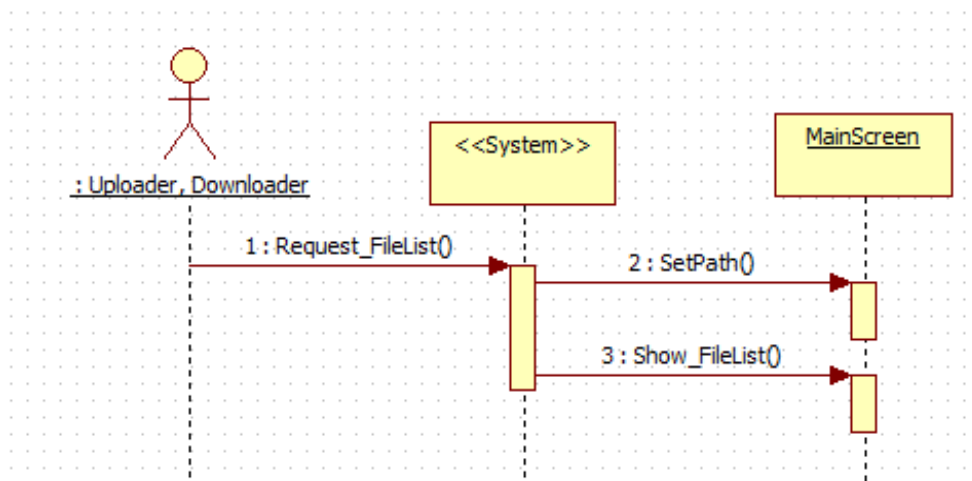 <<System>>
MainScreen
: Uploader, Downloader
1 : Request_FileList()
2 : SetPath()
3 : Show_FileList()